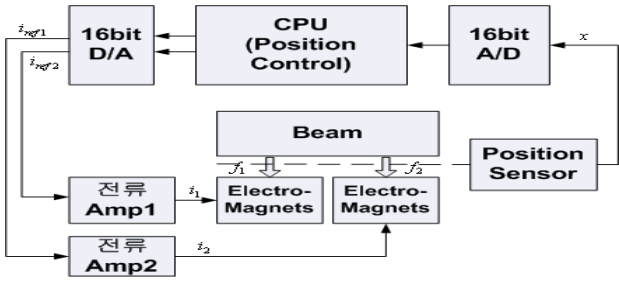 i_ref1
16bit
D/A
CPU
(Position
Control)
16bit
A/D
x
i_ref2
Beam
f_1
f_2
Position
Sensor
전류
Amp1
i_1
Electro-
Magnets
Electro-
Magnets
전류
Amp2
i_2